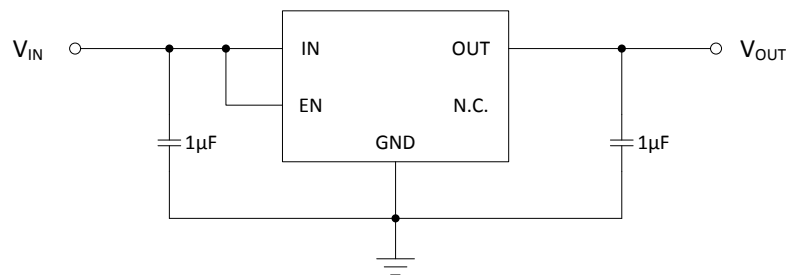 V_IN
IN
OUT
V_OUT
EN
N.C.
1µF
GND
1µF